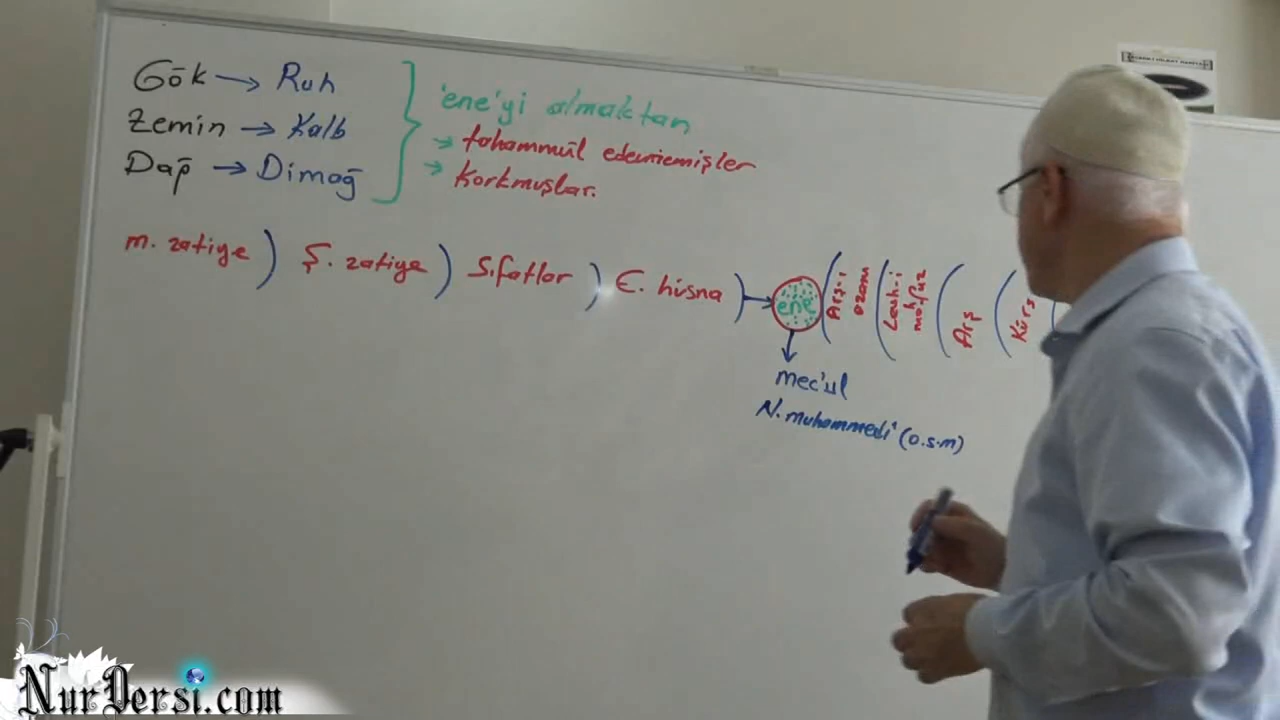 Gök → Ruh
Zemin → Kalb
Dağ → Dimağ
'ene'yi almaktan
→ tahammül edememişler
→ Korkmuşlar.
m. zatiye ) Ş. zatiye ) Sıfatlar ) E. hüsna ) → ene ( Arş-ı azam ( Levh-i mahfuz ( Arş ( Kürs (
mec'ul
N. muhammedi (a.s.m)
NurDersi.com